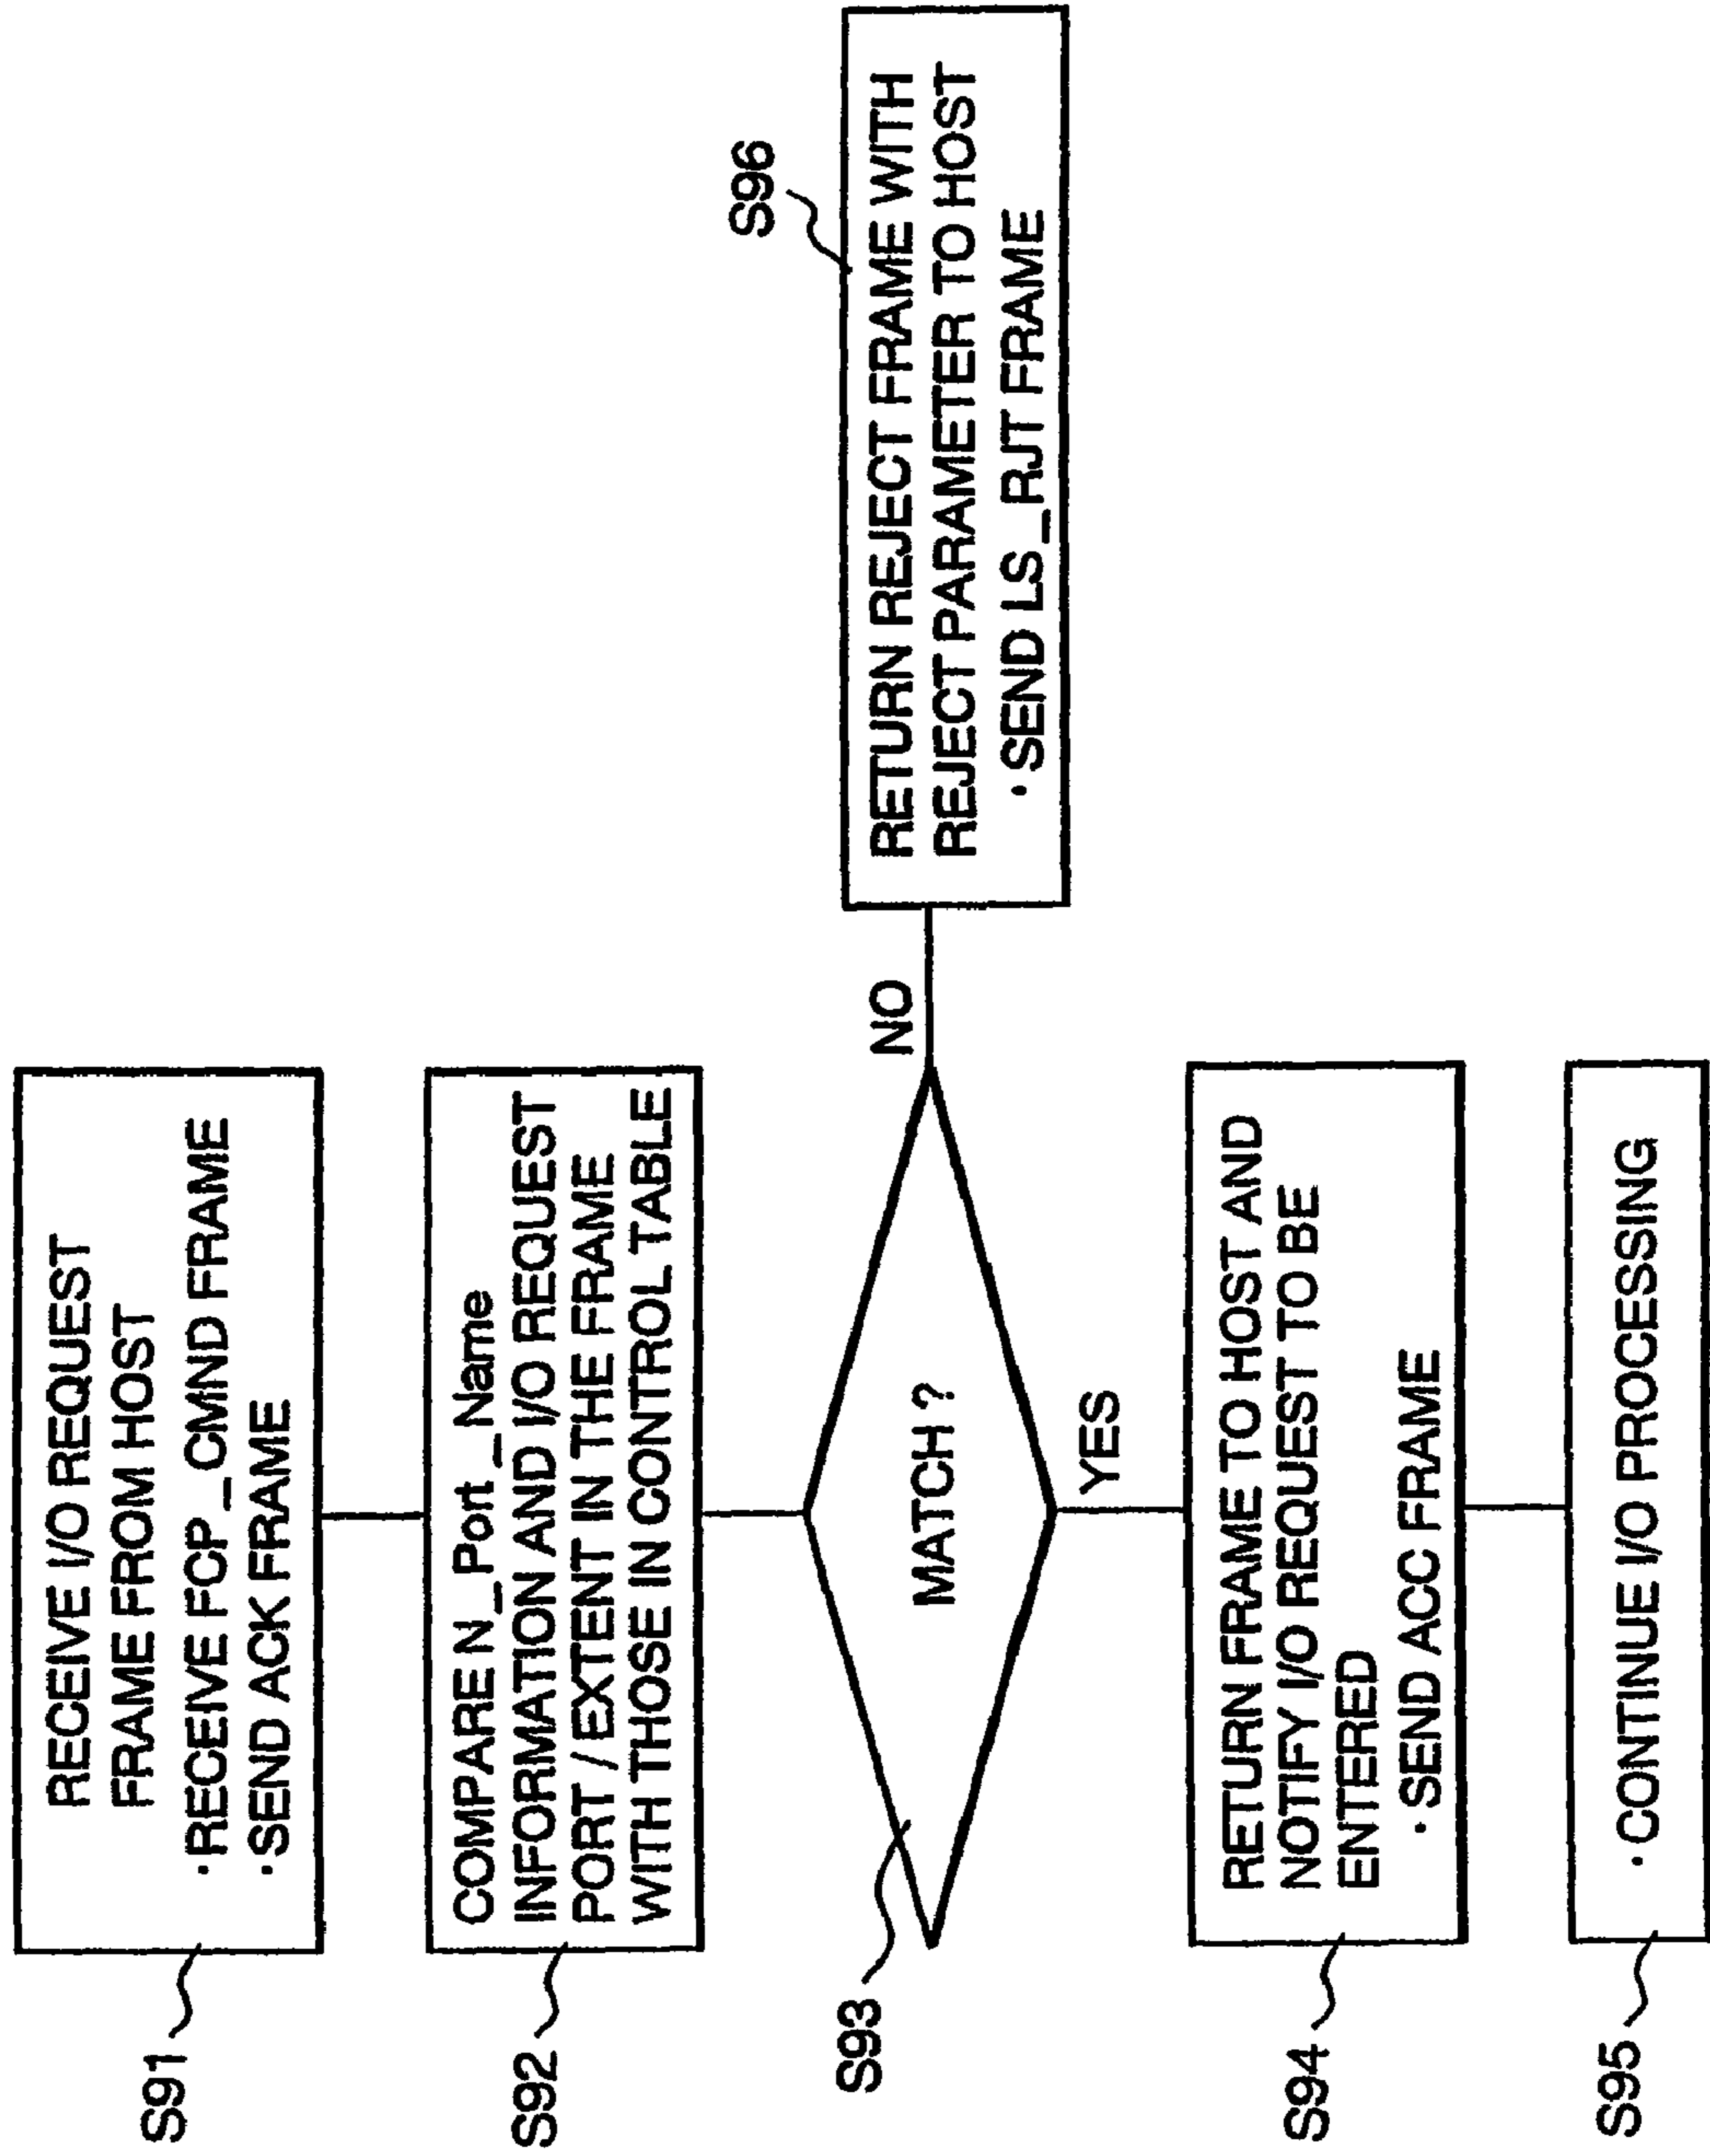 S91
RECEIVE I/O REQUEST
FRAME FROM HOST
·RECEIVE FCP_CMND FRAME
·SEND ACK FRAME
S92
COMPARE N_Port_Name
INFORMATION AND I/O REQUEST
PORT / EXTENT IN THE FRAME
WITH THOSE IN CONTROL TABLE
S93
MATCH ?
NO
S96
RETURN REJECT FRAME WITH
REJECT PARAMETER TO HOST
· SEND LS_RJT FRAME
YES
S94
RETURN FRAME TO HOST AND
NOTIFY I/O REQUEST TO BE
ENTERED
· SEND ACC FRAME
S95
· CONTINUE I/O PROCESSING